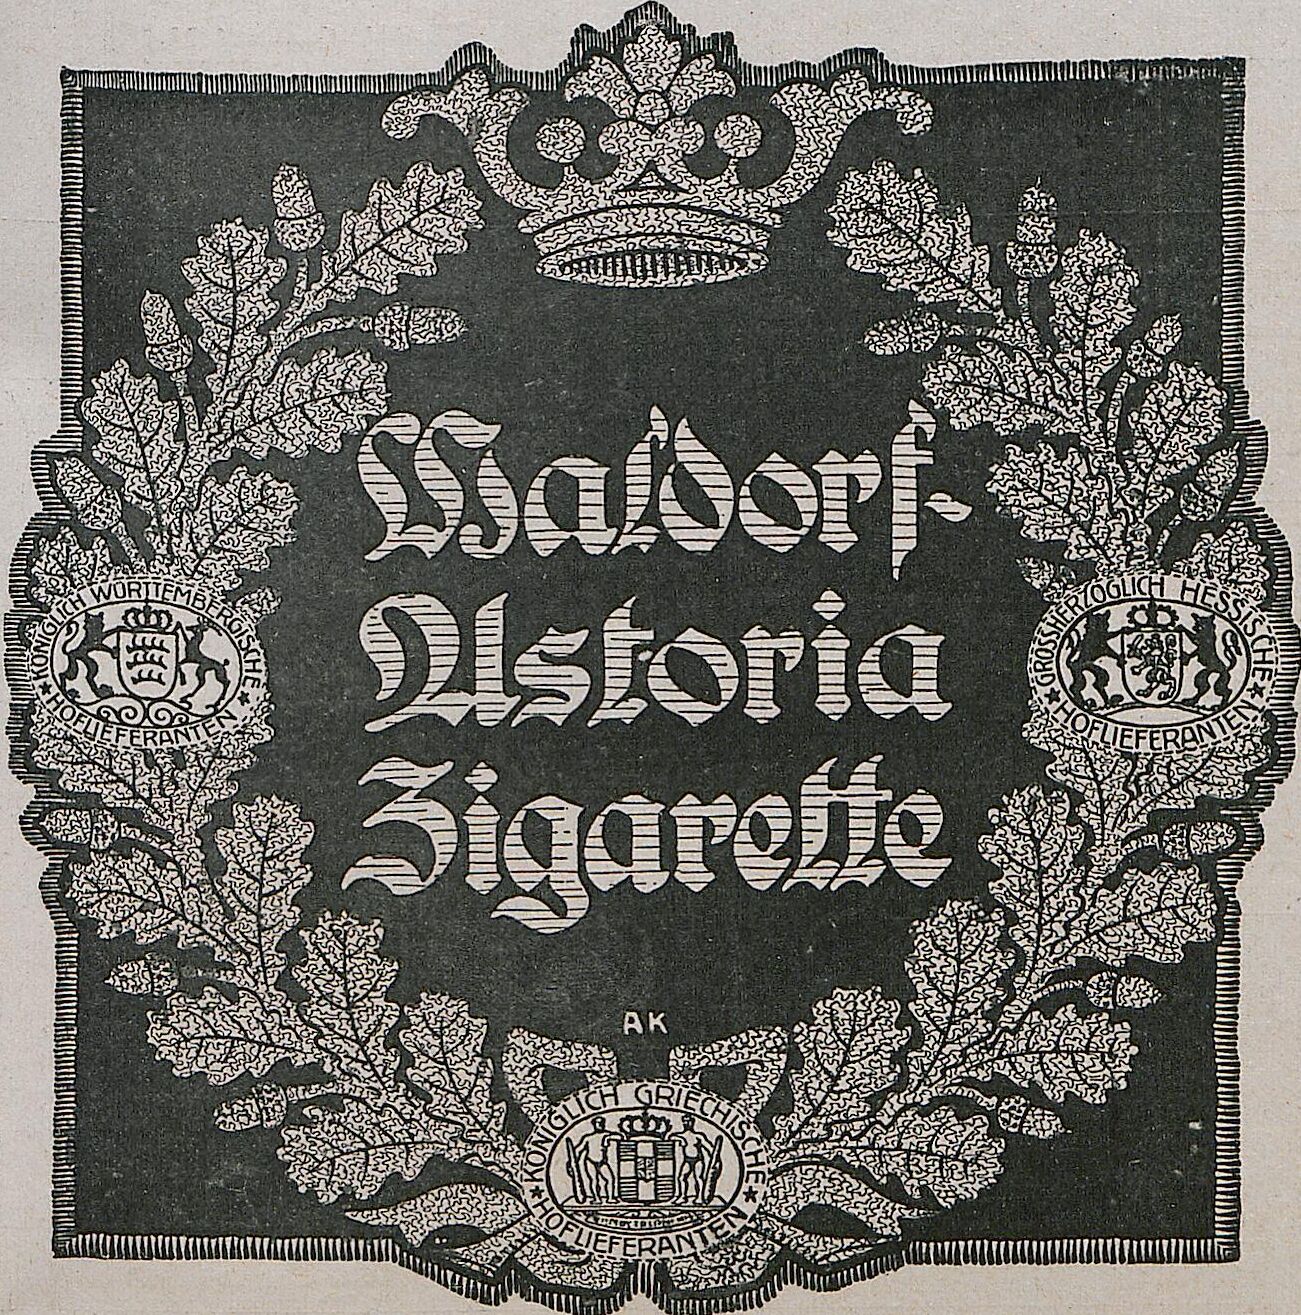 Waldorf-
Astoria
Zigarette
KÖNIGLICH WÜRTTEMBERGISCHE
HOFLIEFERANTEN
GROSSHERZOGLICH HESSISCHE
HOFLIEFERANTEN
AK
KÖNIGLICH GRIECHISCHE
HOFLIEFERANTEN